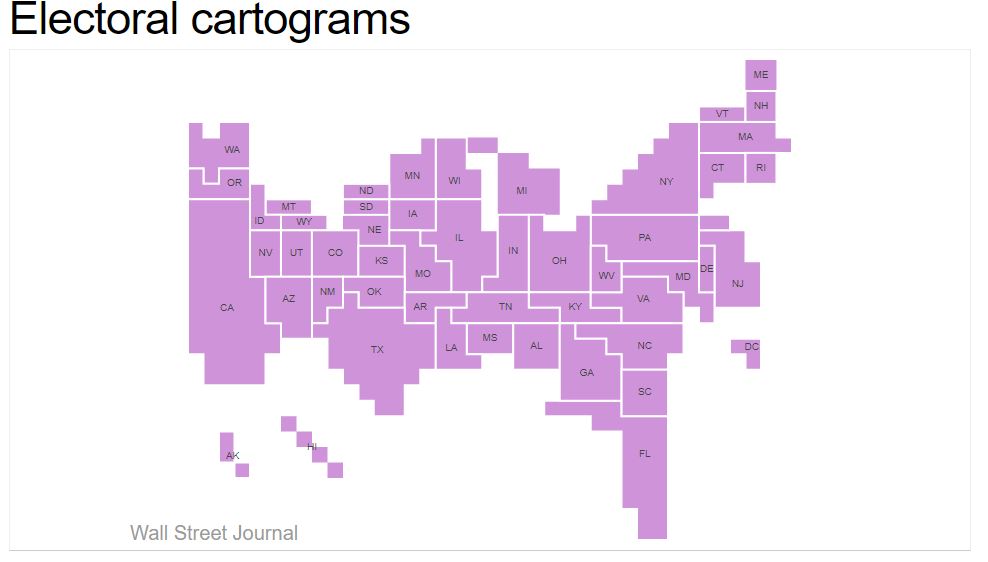 Electoral cartograms
ME
NH
VT
MA
WA
CT
RI
OR
MN
WI
MI
NY
ND
SD
MT
IA
ID
WY
NE
IL
PA
NV
UT
CO
KS
MO
IN
OH
WV
MD
DE
NJ
CA
AZ
NM
OK
AR
TN
KY
VA
TX
LA
MS
AL
NC
DC
GA
SC
AK
HI
FL
Wall Street Journal